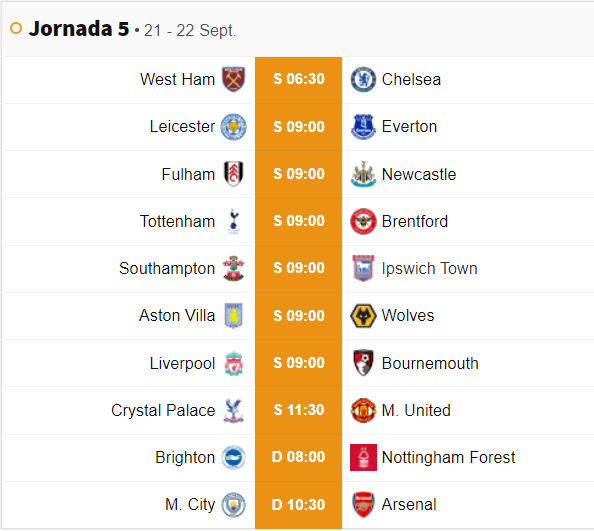 Jornada 5 • 21 - 22 Sept.
West Ham S 06:30 Chelsea
Leicester S 09:00 Everton
Fulham S 09:00 Newcastle
Tottenham S 09:00 Brentford
Southampton S 09:00 Ipswich Town
Aston Villa S 09:00 Wolves
Liverpool S 09:00 Bournemouth
Crystal Palace S 11:30 M. United
Brighton D 08:00 Nottingham Forest
M. City D 10:30 Arsenal